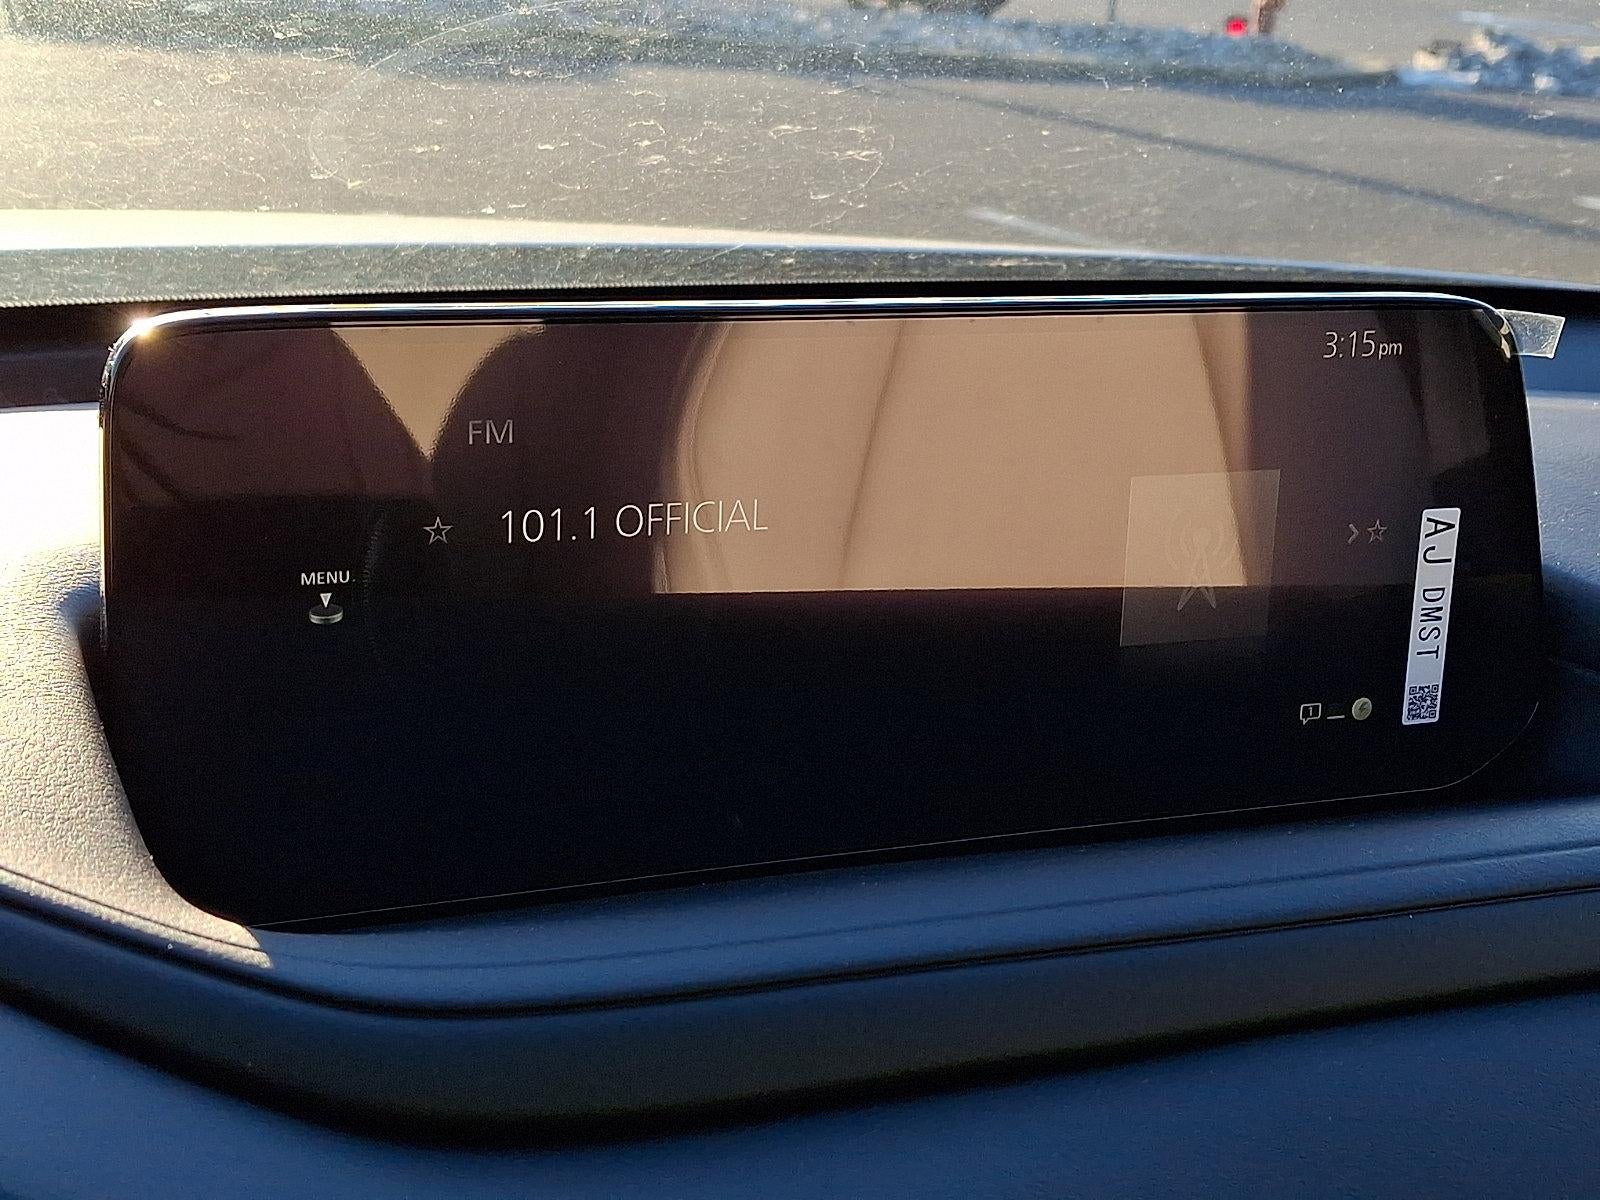 3:15pm
FM
101.1 OFFICIAL
MENU
AJ DMST
1